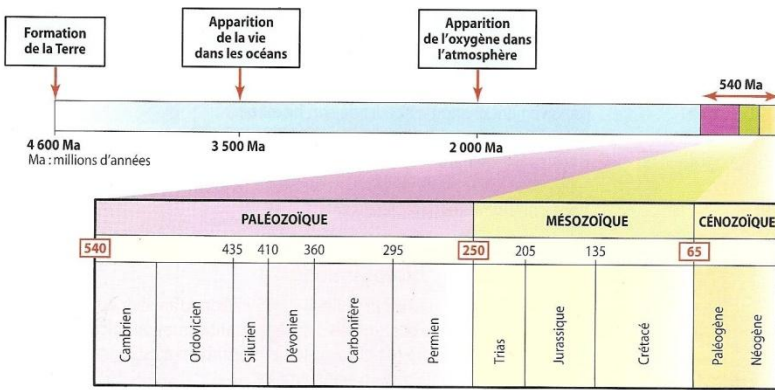 Formation
de la Terre
Apparition
de la vie
dans les océans
Apparition
de l'oxygène dans
l'atmosphère
540 Ma
4 600 Ma
3 500 Ma
2 000 Ma
Ma : millions d'années
PALÉOZOÏQUE
MÉSOZOÏQUE
CÉNOZOÏQUE
540
435
410
360
295
250
205
135
65
Cambrien
Ordovicien
Silurien
Dévonien
Carbonifère
Permien
Trias
Jurassique
Crétacé
Paléogène
Néogène